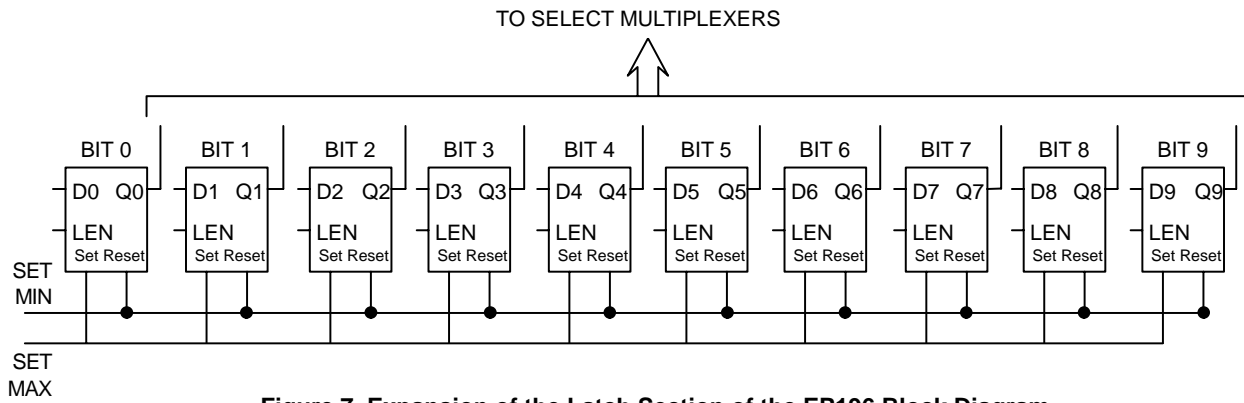 TO SELECT MULTIPLEXERS
BIT 0 BIT 1 BIT 2 BIT 3 BIT 4 BIT 5 BIT 6 BIT 7 BIT 8 BIT 9
D0 Q0 D1 Q1 D2 Q2 D3 Q3 D4 Q4 D5 Q5 D6 Q6 D7 Q7 D8 Q8 D9 Q9
LEN LEN LEN LEN LEN LEN LEN LEN LEN LEN
Set Reset Set Reset Set Reset Set Reset Set Reset Set Reset Set Reset Set Reset Set Reset Set Reset
SET
MIN
SET
MAX
Figure 7. Expansion of the Latch Section of the EP196 Block Diagram